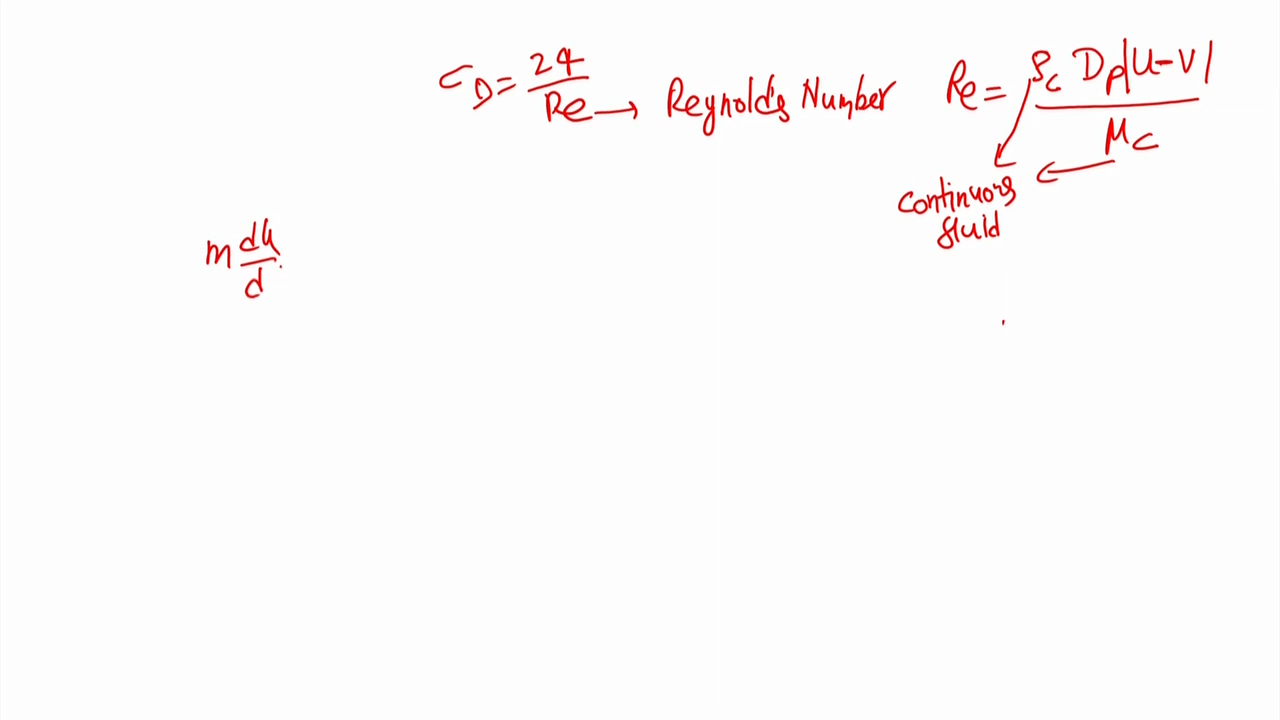 C_D = 24/Re → Reynold's Number Re = ρ_c D_p|u-v| / μ_c
continuous
fluid
m du/d